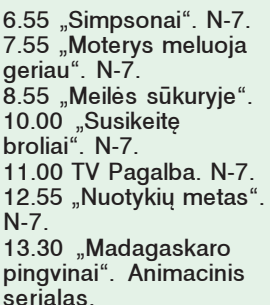 6.55 „Simpsonai“. N-7.
7.55 „Moterys meluoja
geriau“. N-7.
8.55 „Meilės sūkuryje“.
10.00 „Susikeitę
broliai“. N-7.
11.00 TV Pagalba. N-7.
12.55 „Nuotykių metas“.
N-7.
13.30 „Madagaskaro
pingvinai“. Animacinis
serialas.